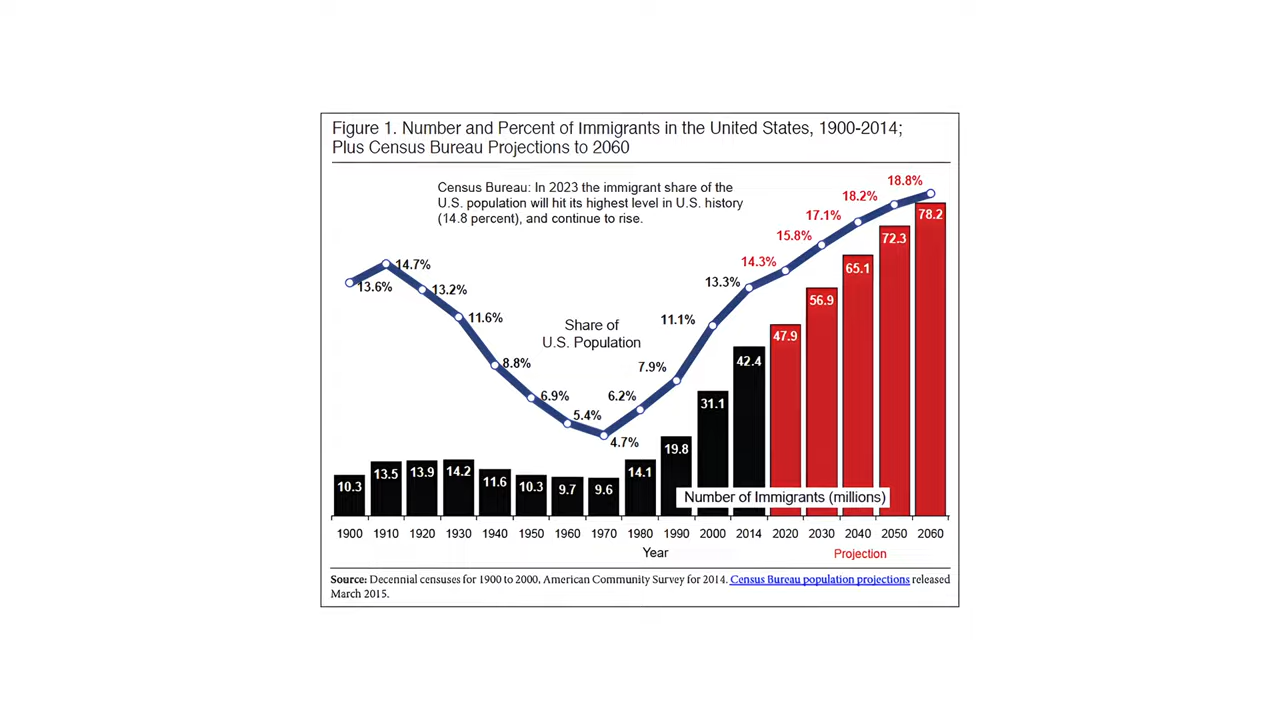 Figure 1. Number and Percent of Immigrants in the United States, 1900-2014;
Plus Census Bureau Projections to 2060
Census Bureau: In 2023 the immigrant share of the
U.S. population will hit its highest level in U.S. history
(14.8 percent), and continue to rise.
13.6%
14.7%
13.2%
11.6%
8.8%
6.9%
5.4%
4.7%
6.2%
7.9%
11.1%
13.3%
14.3%
15.8%
17.1%
18.2%
18.8%
Share of
U.S. Population
10.3
13.5
13.9
14.2
11.6
10.3
9.7
9.6
14.1
19.8
31.1
42.4
47.9
56.9
65.1
72.3
78.2
Number of Immigrants (millions)
1900 1910 1920 1930 1940 1950 1960 1970 1980 1990 2000 2014 2020 2030 2040 2050 2060
Year
Projection
Source: Decennial censuses for 1900 to 2000, American Community Survey for 2014. Census Bureau population projections released
March 2015.